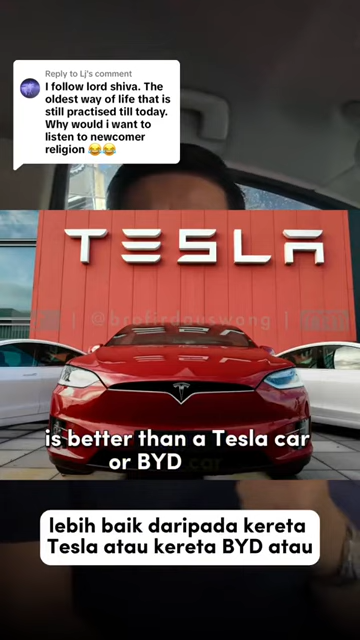 Reply to Lj's comment
I follow lord shiva. The
oldest way of life that is
still practised till today.
Why would i want to
listen to newcomer
religion 😂😂
TESLA
| @brofirdauswong |
is better than a Tesla car
or BYD car
lebih baik daripada kereta
Tesla atau kereta BYD atau